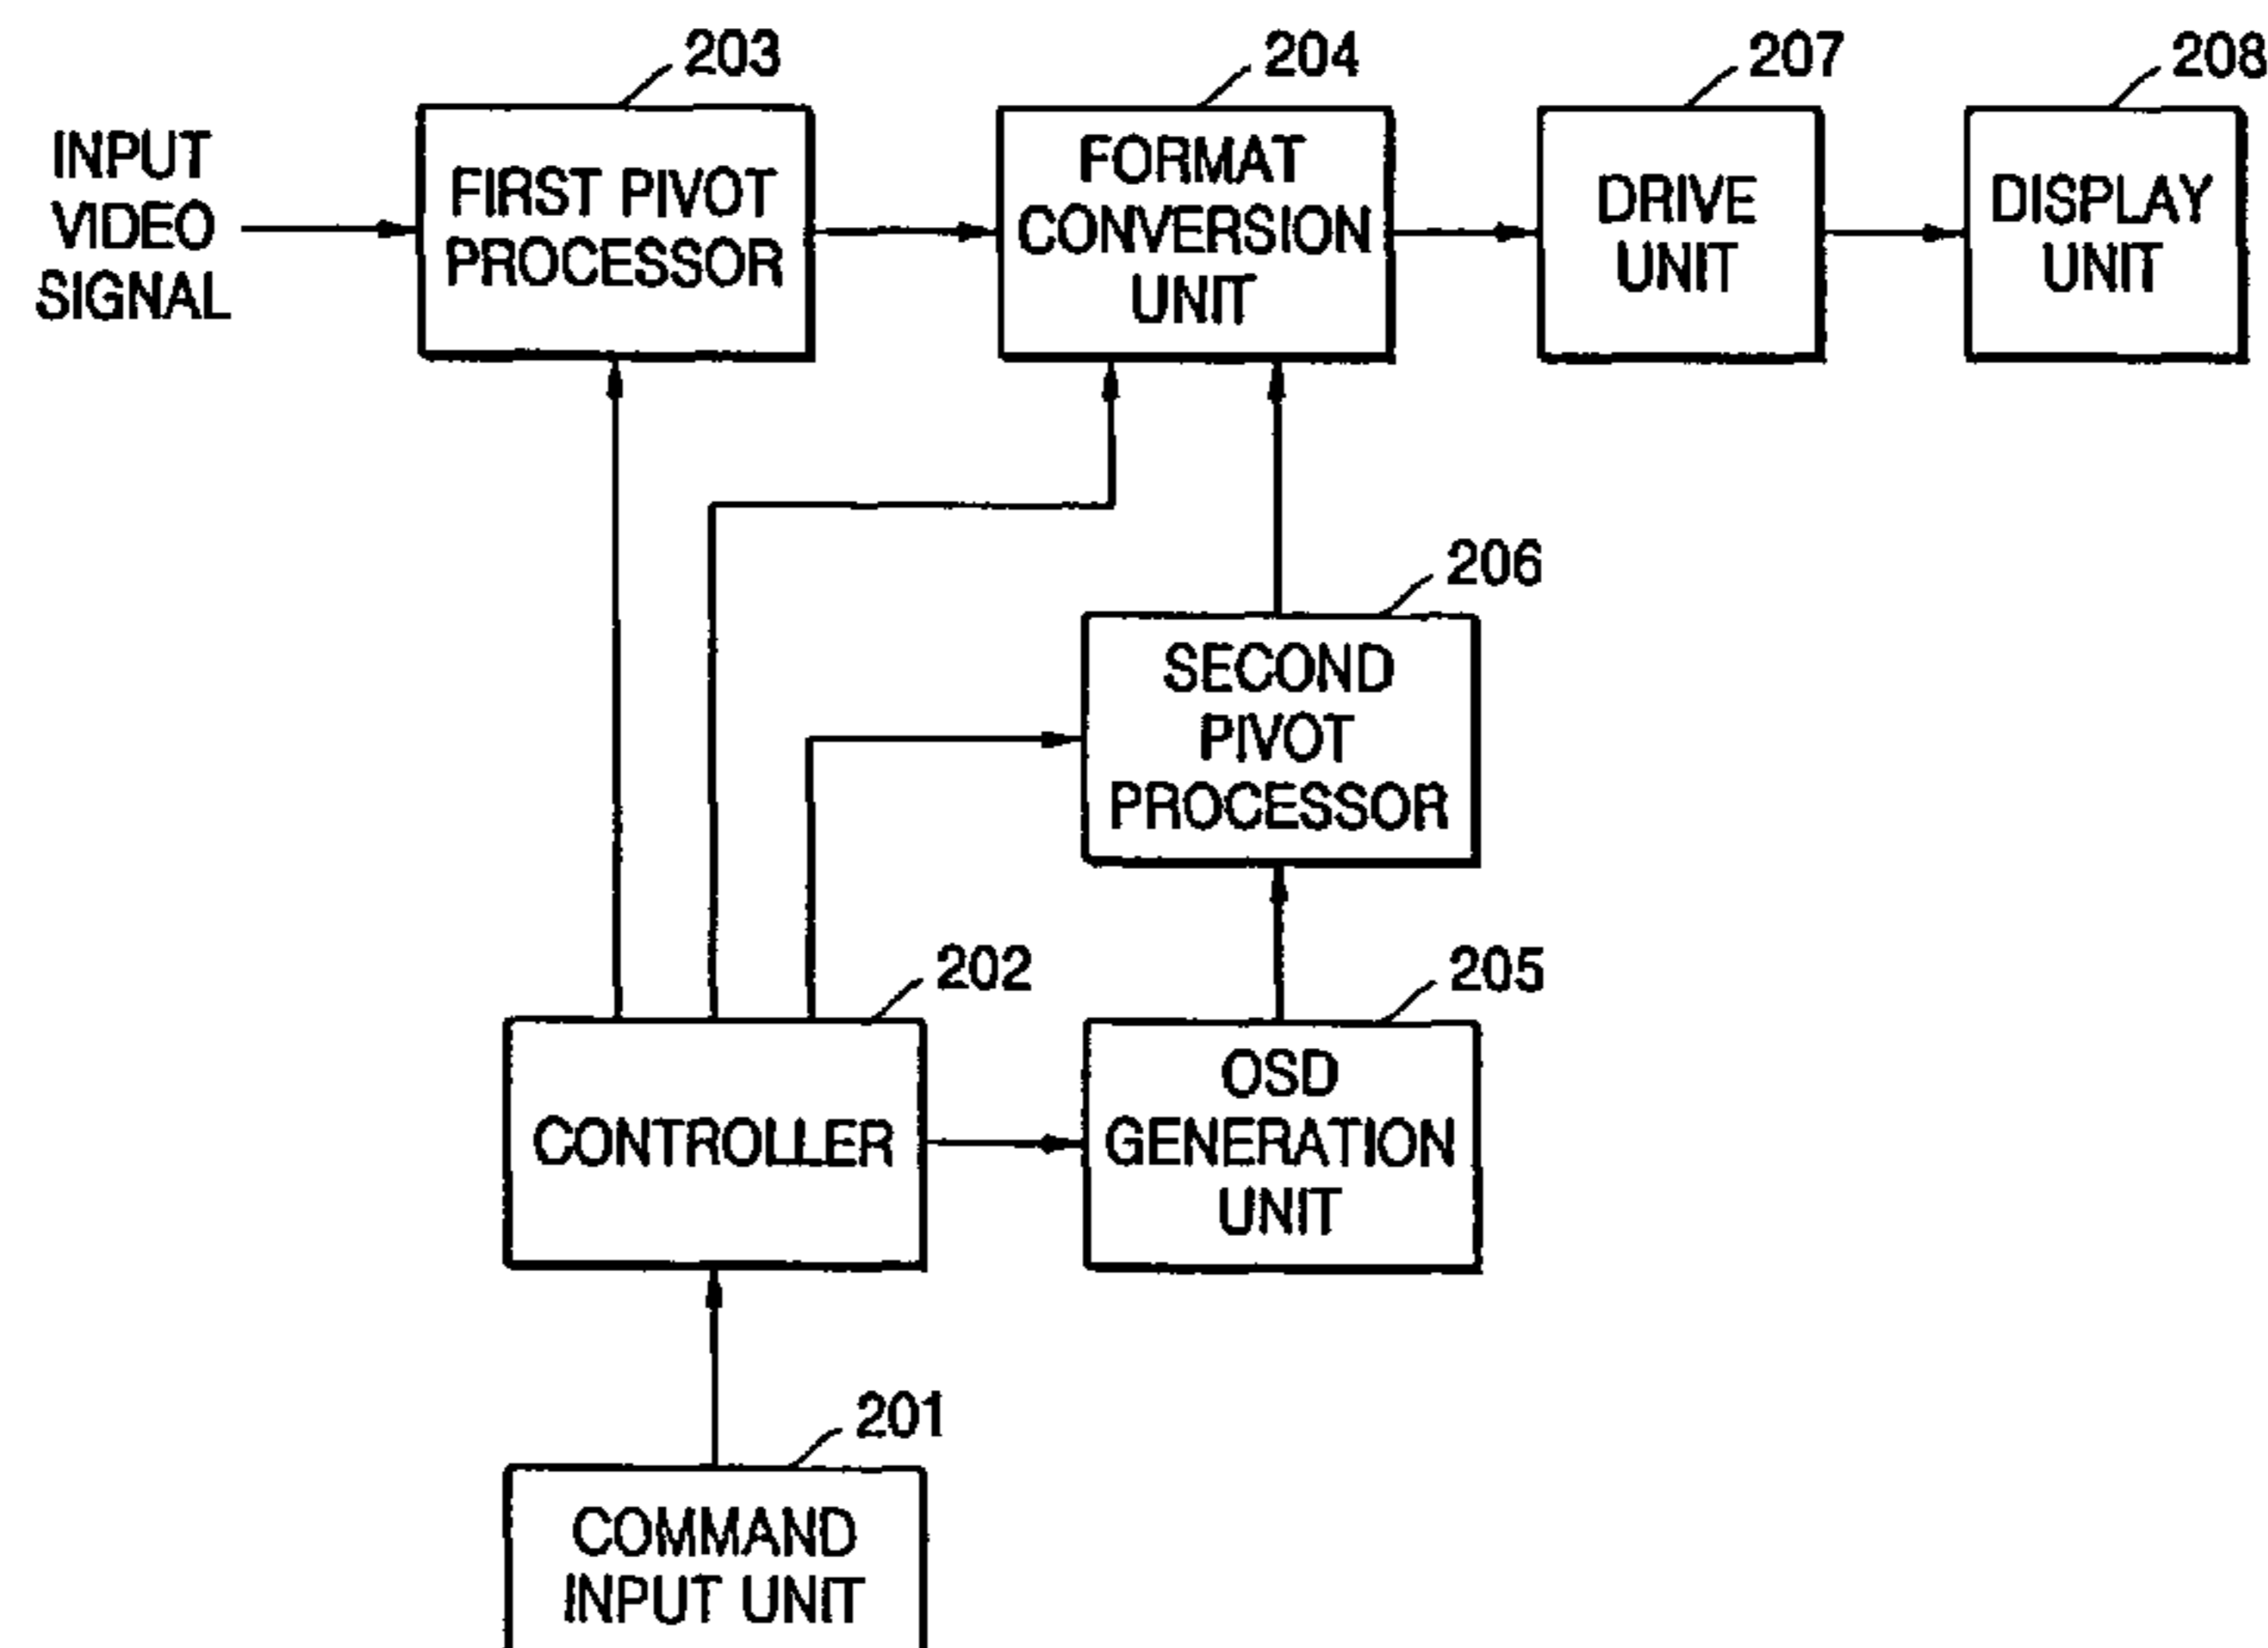 203
204
207
208
INPUT
VIDEO
SIGNAL
FIRST PIVOT
PROCESSOR
FORMAT
CONVERSION
UNIT
DRIVE
UNIT
DISPLAY
UNIT
206
SECOND
PIVOT
PROCESSOR
202
205
CONTROLLER
OSD
GENERATION
UNIT
201
COMMAND
INPUT UNIT